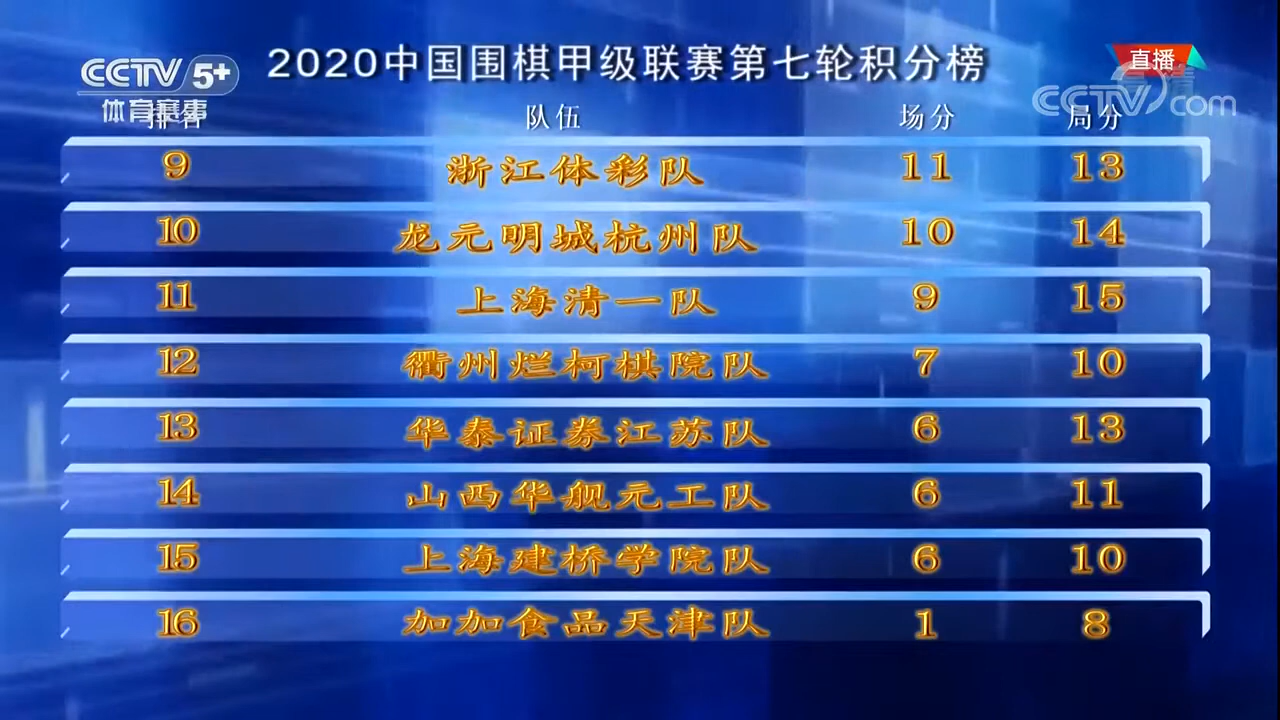 CCTV 5+ 2020中国围棋甲级联赛第七轮积分榜 直播
体育赛事 CCTV com
队伍 场分 局分
9 浙江体彩队 11 13
10 龙元明城杭州队 10 14
11 上海清一队 9 15
12 衢州烂柯棋院队 7 10
13 华泰证券江苏队 6 13
14 山西华舰元工队 6 11
15 上海建桥学院队 6 10
16 加加食品天津队 1 8